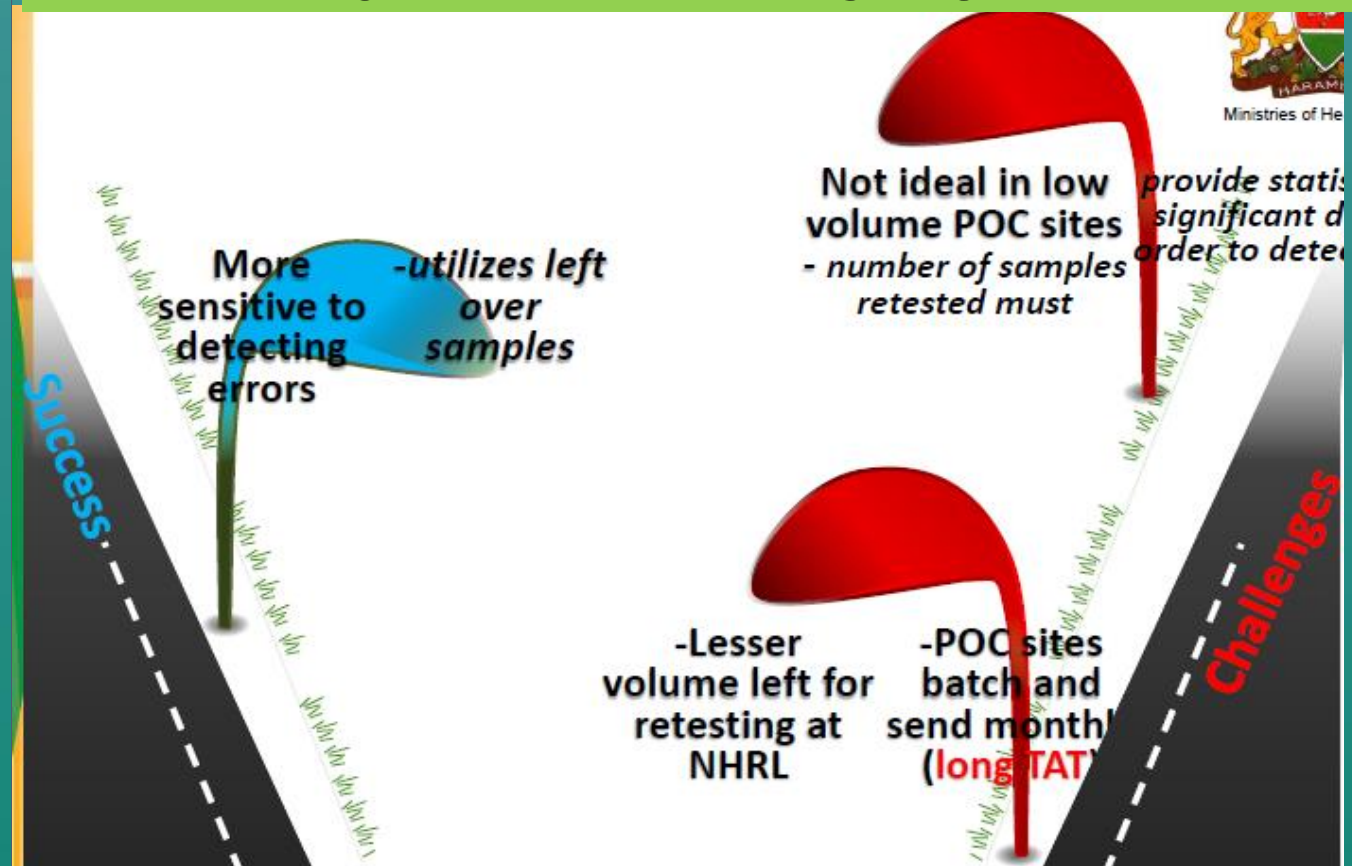 Ministries of He
Success
More
sensitive to
detecting
errors
-utilizes left
over
samples
Not ideal in low
volume POC sites
- number of samples
retested must
provide statis
significant d
order to detec
-Lesser
volume left for
retesting at
NHRL
-POC sites
batch and
send monthl
(long TAT)
Challenges